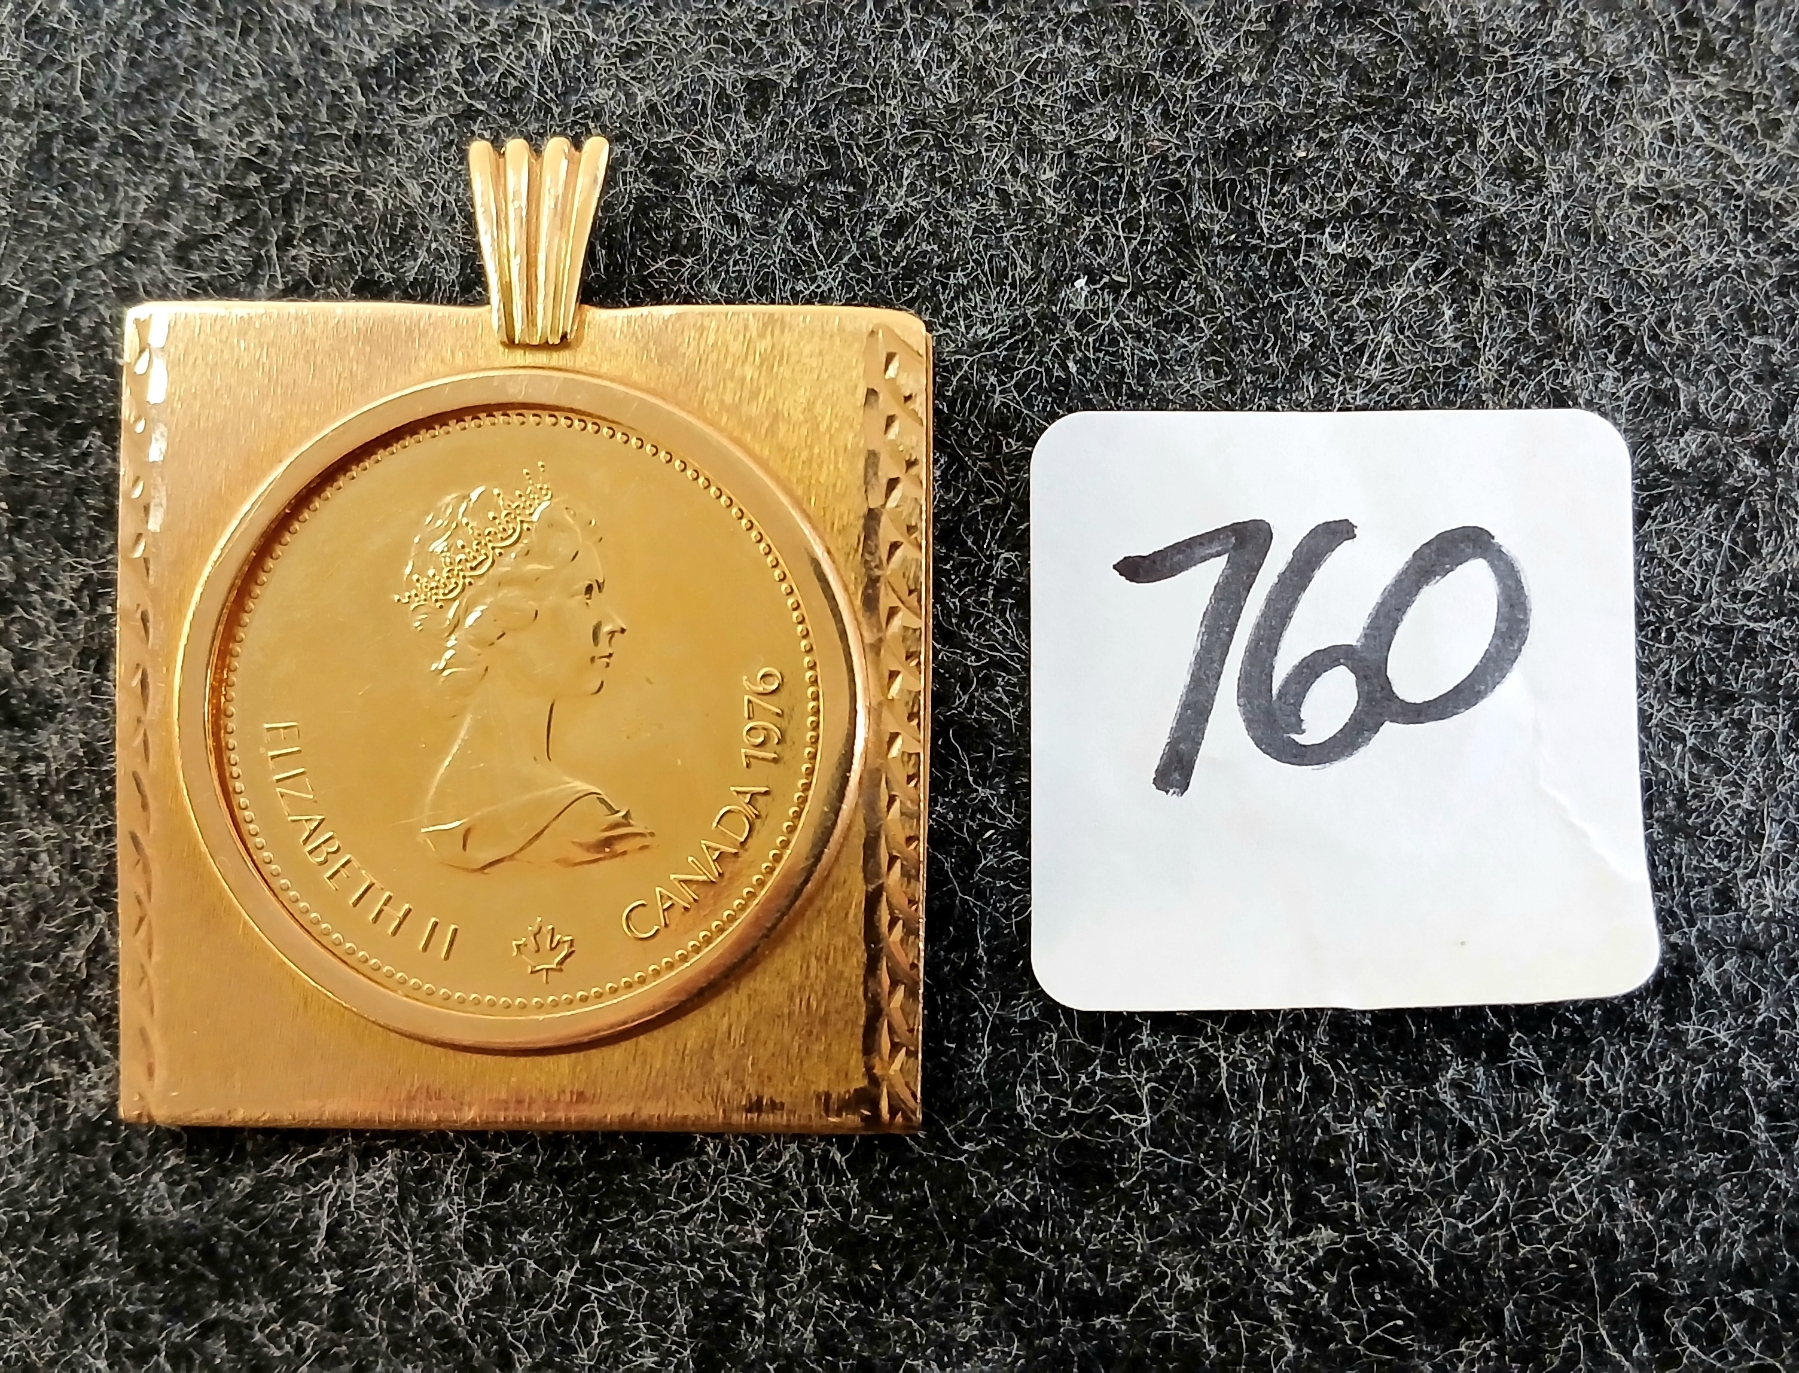 ELIZABETH II
CANADA 1976
760